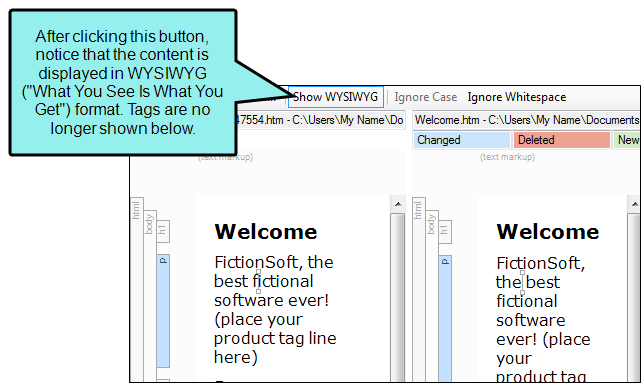 After clicking this button,
notice that the content is
displayed in WYSIWYG
("What You See Is What You
Get") format. Tags are no
longer shown below.
Show WYSIWYG
Ignore Case
Ignore Whitespace
47554.htm - C:\Users\My Name\Do
Welcome.htm - C:\Users\My Name\Documents
Changed
Deleted
New
(text markup)
(text markup)
html
body
h1
p
Welcome
FictionSoft, the
best fictional
software ever!
(place your
product tag line
here)
html
body
h1
p
Welcome
FictionSoft,
the best
fictional
software
ever! (place
your
product tag